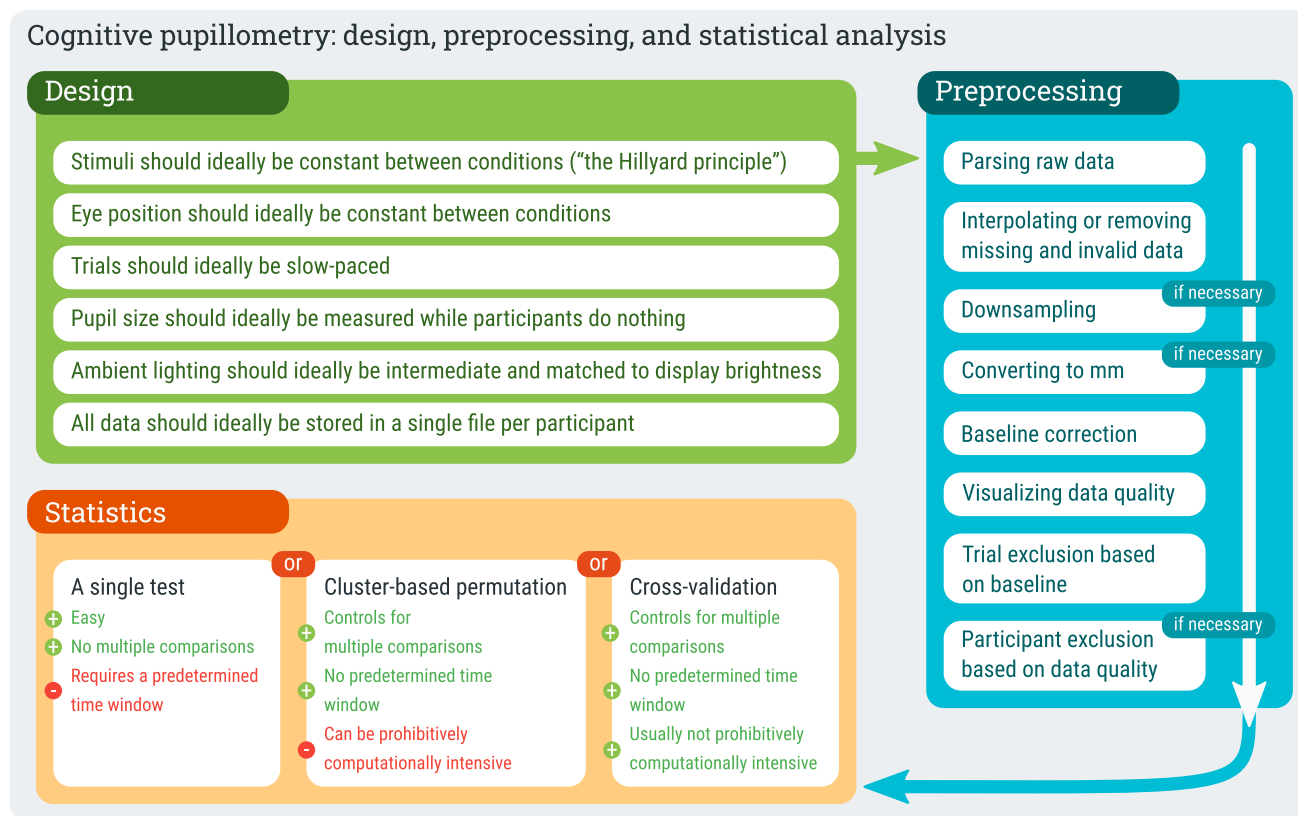 Cognitive pupillometry: design, preprocessing, and statistical analysis
Design
Stimuli should ideally be constant between conditions (“the Hillyard principle”)
Eye position should ideally be constant between conditions
Trials should ideally be slow-paced
Pupil size should ideally be measured while participants do nothing
Ambient lighting should ideally be intermediate and matched to display brightness
All data should ideally be stored in a single file per participant
Preprocessing
Parsing raw data
Interpolating or removing
missing and invalid data
if necessary
Downsampling
if necessary
Converting to mm
Baseline correction
Visualizing data quality
Trial exclusion based
on baseline
if necessary
Participant exclusion
based on data quality
Statistics
A single test
+ Easy
+ No multiple comparisons
- Requires a predetermined
time window
or
Cluster-based permutation
+ Controls for
multiple comparisons
+ No predetermined time
window
- Can be prohibitively
computationally intensive
or
Cross-validation
+ Controls for multiple
comparisons
+ No predetermined time
window
+ Usually not prohibitively
computationally intensive